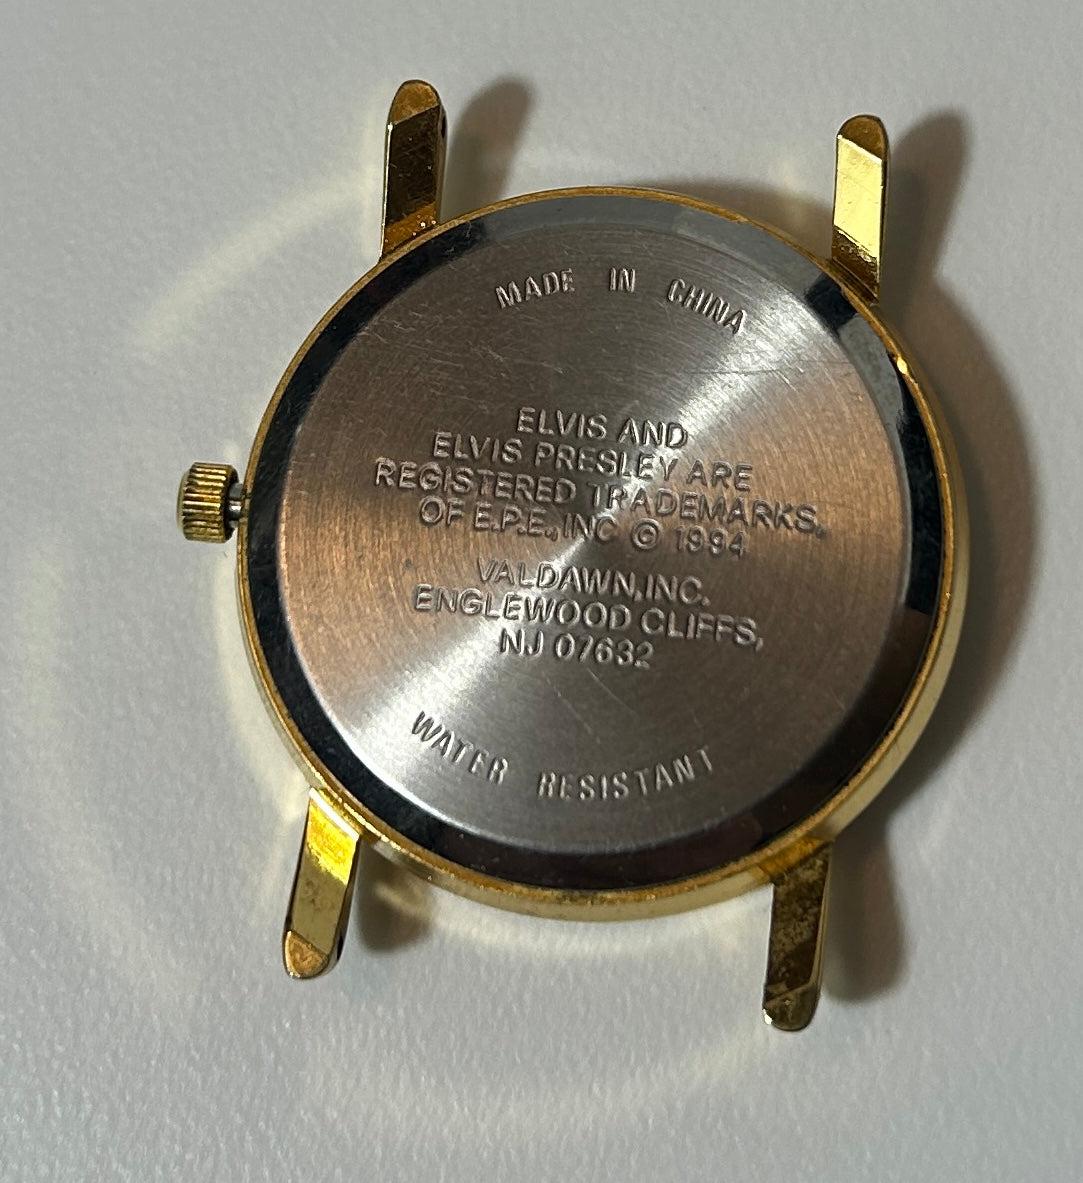 MADE IN CHINA
ELVIS AND
ELVIS PRESLEY ARE
REGISTERED TRADEMARKS,
OF E.P.E., INC © 1994
VALDAWN, INC.
ENGLEWOOD CLIFFS,
NJ 07632
WATER RESISTANT